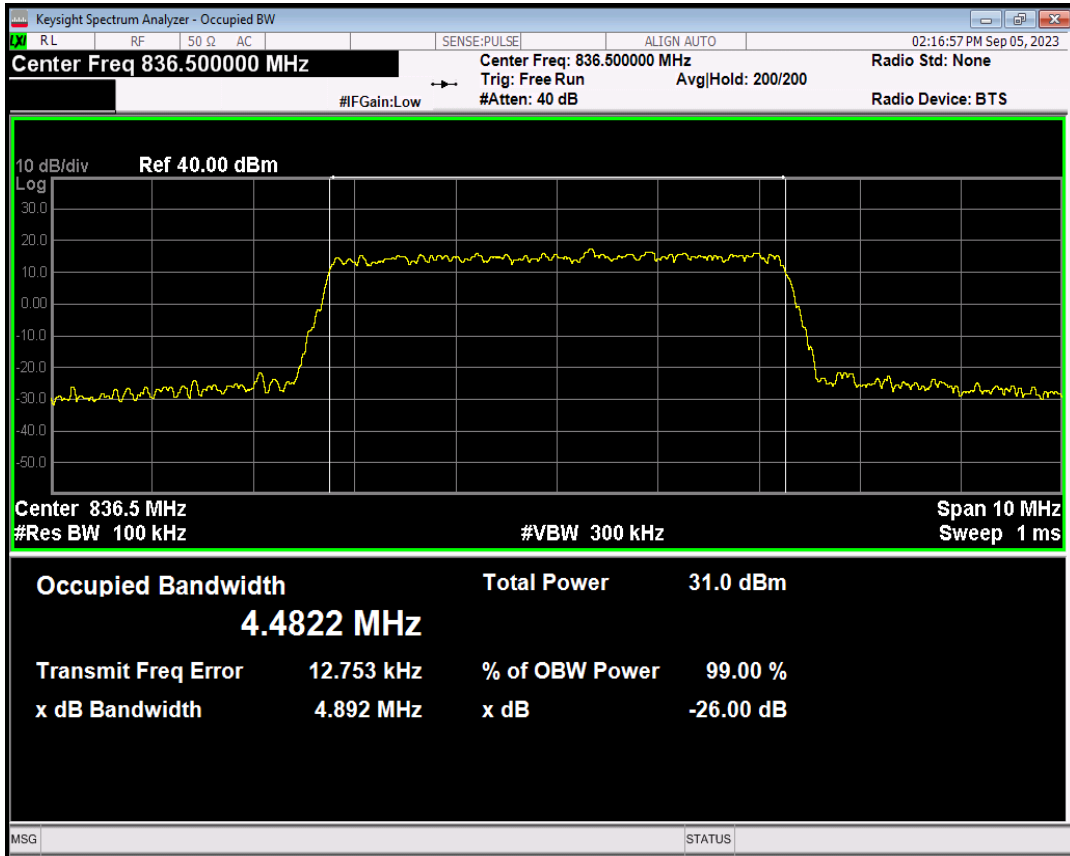 Keysight Spectrum Analyzer - Occupied BW
LXI RL RF 50 Ω AC SENSE:PULSE ALIGN AUTO 02:16:57 PM Sep 05, 2023
Center Freq 836.500000 MHz Center Freq: 836.500000 MHz Radio Std: None
Trig: Free Run Avg|Hold: 200/200
#IFGain:Low #Atten: 40 dB Radio Device: BTS
10 dB/div Ref 40.00 dBm
Log
30.0
20.0
10.0
0.00
-10.0
-20.0
-30.0
-40.0
-50.0
Center 836.5 MHz Span 10 MHz
#Res BW 100 kHz #VBW 300 kHz Sweep 1 ms
Occupied Bandwidth Total Power 31.0 dBm
4.4822 MHz
Transmit Freq Error 12.753 kHz % of OBW Power 99.00 %
x dB Bandwidth 4.892 MHz x dB -26.00 dB
MSG STATUS